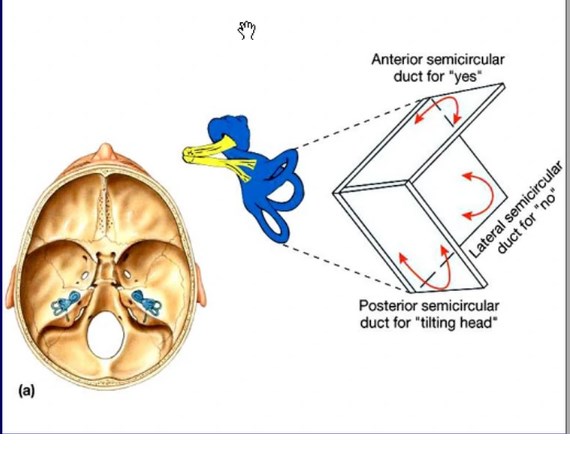 Anterior semicircular
duct for "yes"
Lateral semicircular
duct for "no"
Posterior semicircular
duct for "tilting head"
(a)